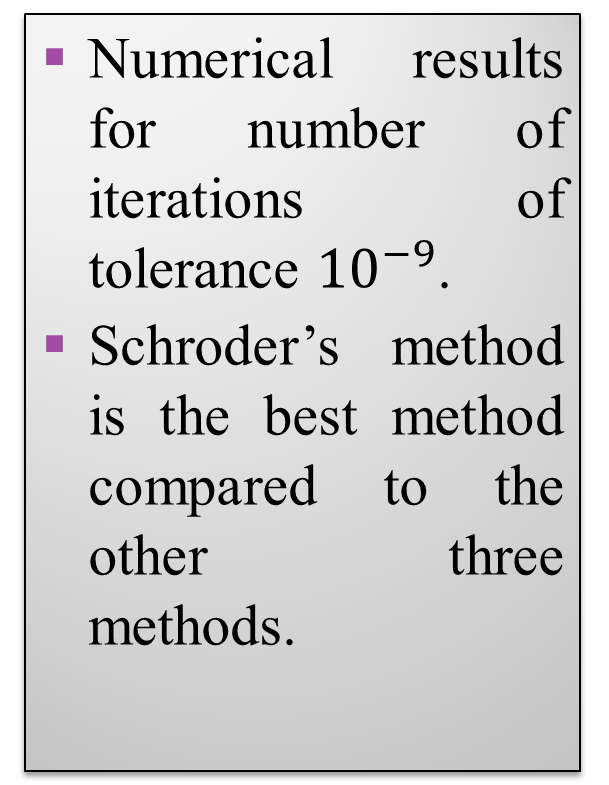 ▪ Numerical results
for number of
iterations of
tolerance 10⁻⁹.
▪ Schroder’s method
is the best method
compared to the
other three
methods.